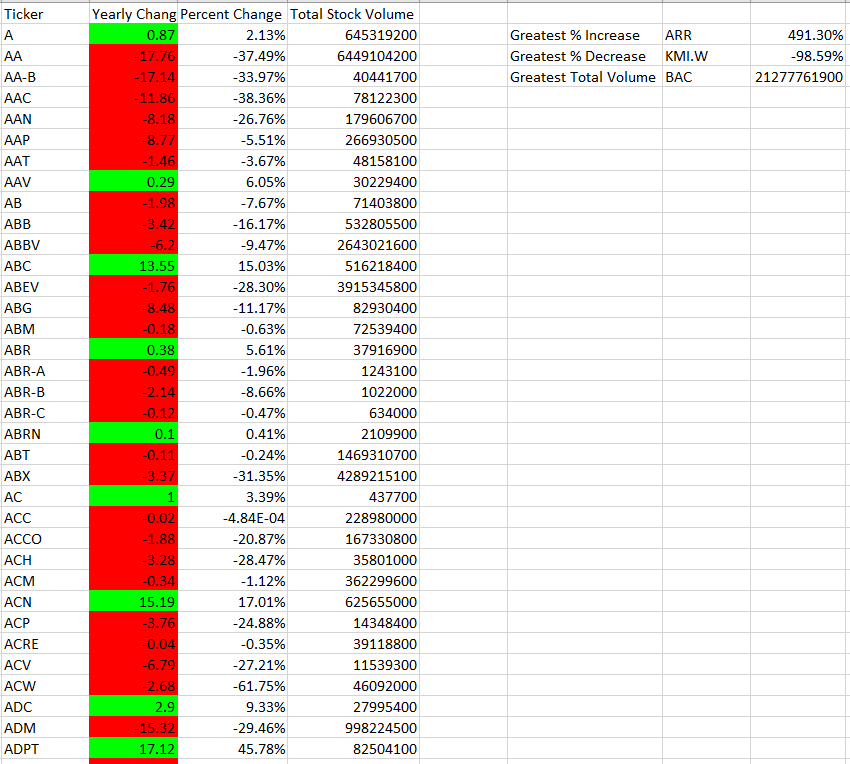 Ticker Yearly Chang Percent Change Total Stock Volume
A 0.87 2.13% 645319200 Greatest % Increase ARR 491.30%
AA -17.76 -37.49% 6449104200 Greatest % Decrease KMI.W -98.59%
AA-B -17.14 -33.97% 40441700 Greatest Total Volume BAC 21277761900
AAC -11.86 -38.36% 78122300
AAN -8.18 -26.76% 179606700
AAP -8.77 -5.51% 266930500
AAT -1.46 -3.67% 48158100
AAV 0.29 6.05% 30229400
AB -1.98 -7.67% 71403800
ABB -3.42 -16.17% 532805500
ABBV -6.2 -9.47% 2643021600
ABC 13.55 15.03% 516218400
ABEV -1.76 -28.30% 3915345800
ABG -8.48 -11.17% 82930400
ABM -0.18 -0.63% 72539400
ABR 0.38 5.61% 37916900
ABR-A -0.49 -1.96% 1243100
ABR-B -2.14 -8.66% 1022000
ABR-C -0.12 -0.47% 634000
ABRN 0.1 0.41% 2109900
ABT -0.11 -0.24% 1469310700
ABX -3.37 -31.35% 4289215100
AC 1 3.39% 437700
ACC -0.02 -4.84E-04 228980000
ACCO -1.88 -20.87% 167330800
ACH -3.28 -28.47% 35801000
ACM -0.34 -1.12% 362299600
ACN 15.19 17.01% 625655000
ACP -3.76 -24.88% 14348400
ACRE -0.04 -0.35% 39118800
ACV -6.79 -27.21% 11539300
ACW -2.68 -61.75% 46092000
ADC 2.9 9.33% 27995400
ADM -15.32 -29.46% 998224500
ADPT 17.12 45.78% 82504100